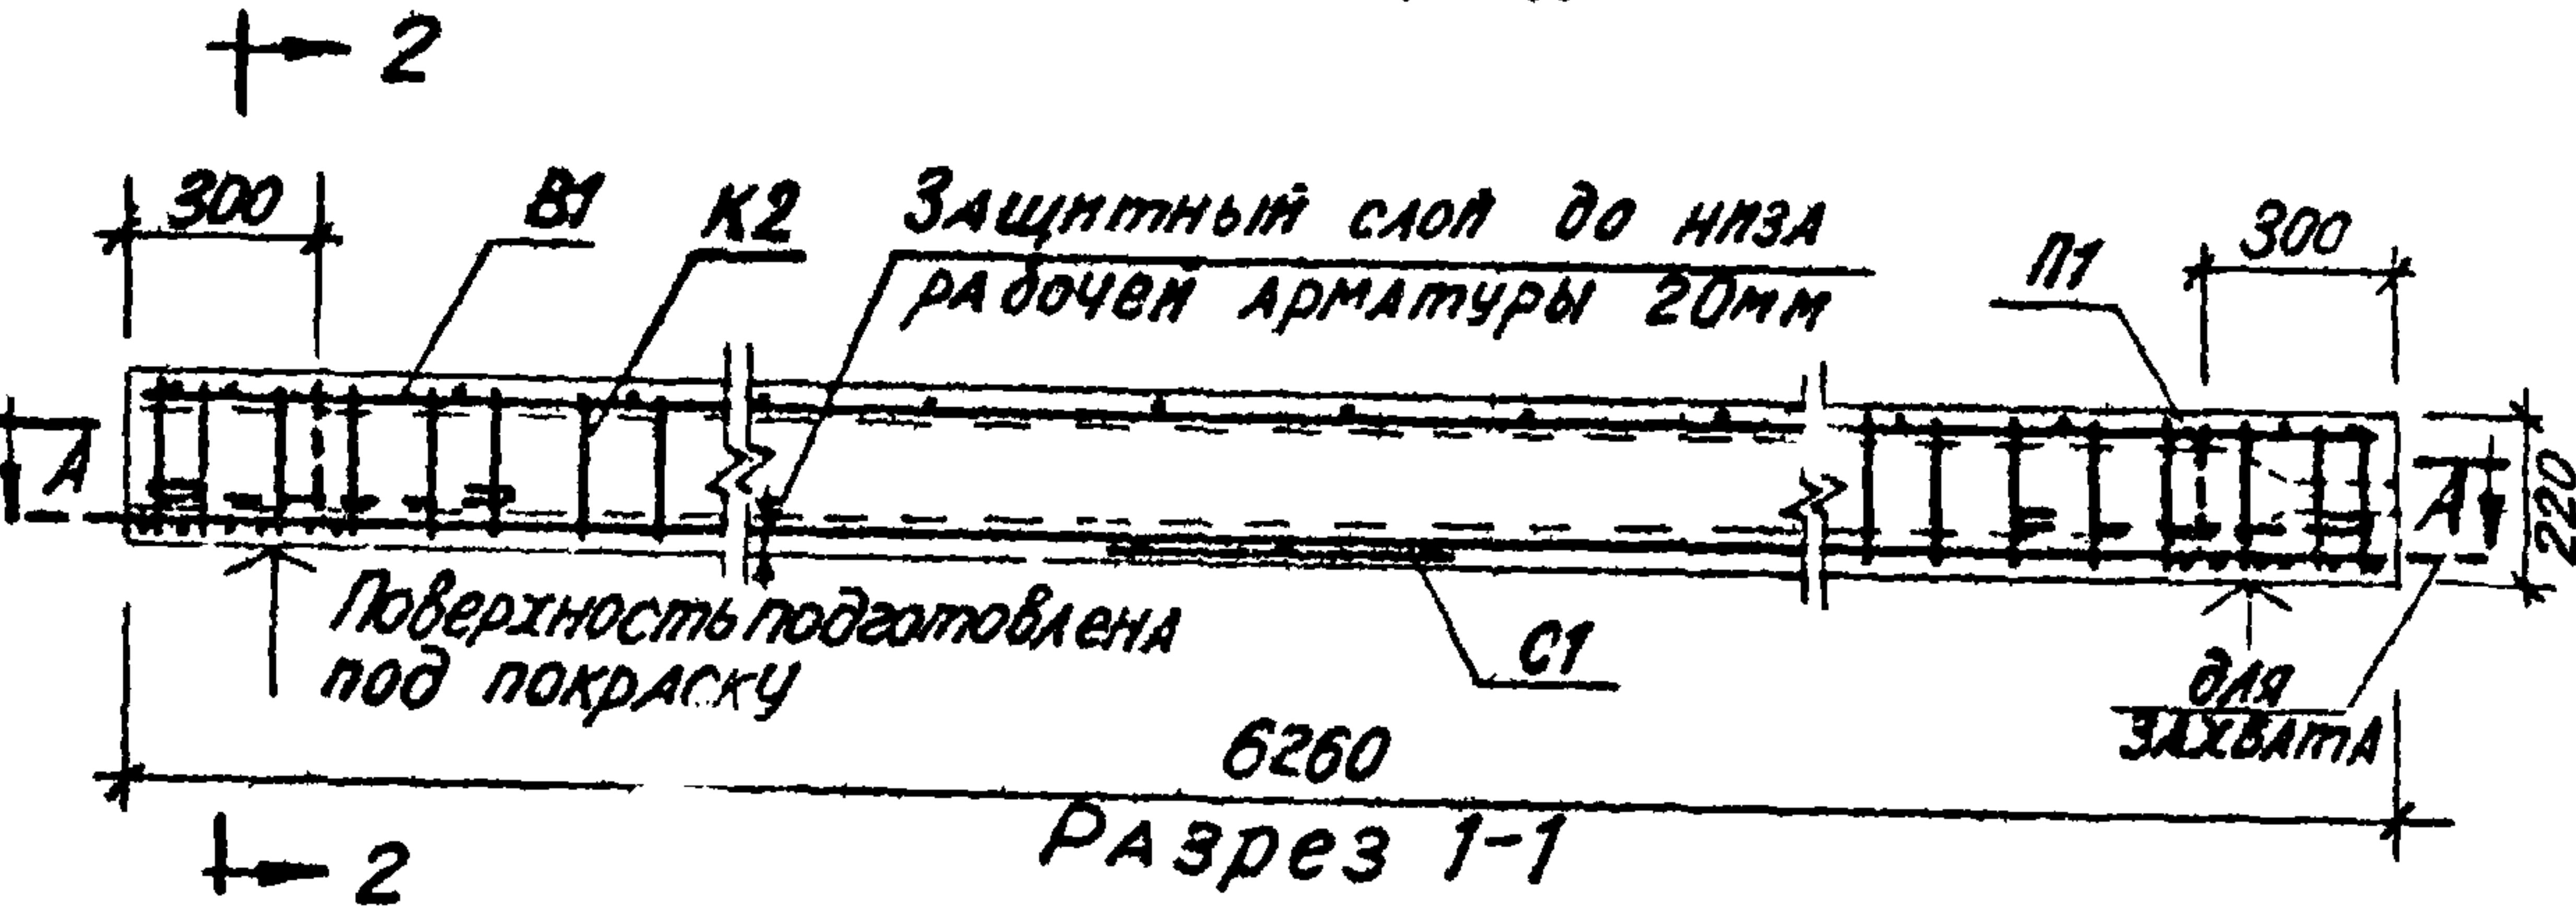 2
300
В1
К2
Защитный слой до низа
рабочей арматуры 20мм
П1
300
А
А
220
Поверхность подготовлена
под покраску
С1
для
захвата
6260
Разрез 1-1
2